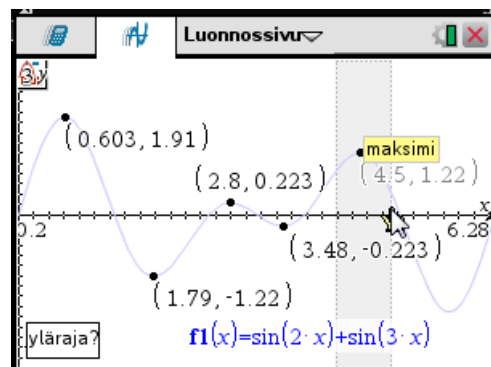 Luonnossivu
3 y
(0.603, 1.91)
maksimi
(2.8, 0.223)
(4.5, 1.22)
x
0.2
6.28
(3.48, -0.223)
(1.79, -1.22)
yläraja?
f1(x)=sin(2·x)+sin(3·x)